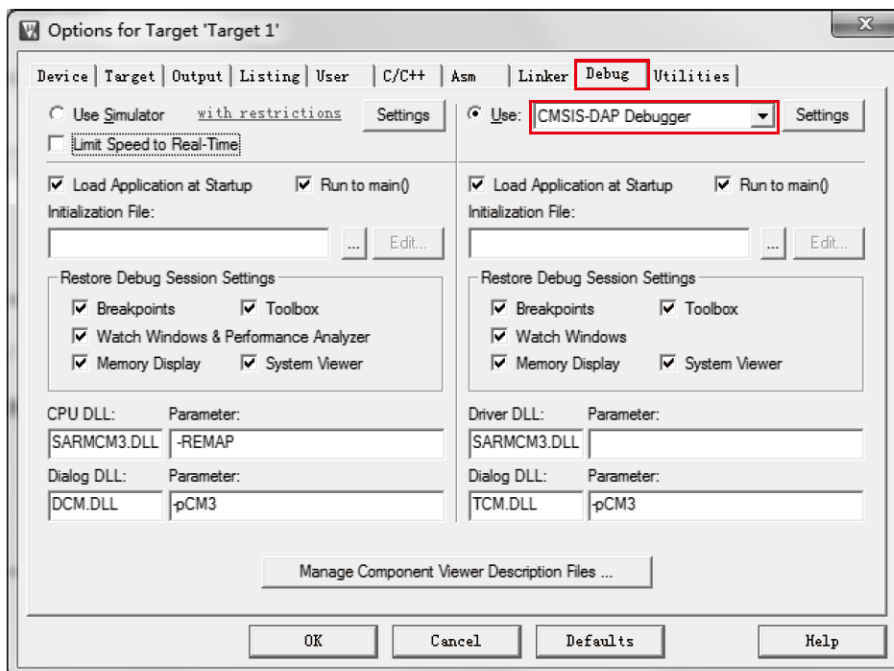 Options for Target 'Target 1'
Device Target Output Listing User C/C++ Asm Linker Debug Utilities
Use Simulator with restrictions Settings Use: CMSIS-DAP Debugger Settings
Limit Speed to Real-Time
Load Application at Startup Run to main() Load Application at Startup Run to main()
Initialization File: Initialization File:
... Edit... ... Edit...
Restore Debug Session Settings Restore Debug Session Settings
Breakpoints Toolbox Breakpoints Toolbox
Watch Windows & Performance Analyzer Watch Windows
Memory Display System Viewer Memory Display System Viewer
CPU DLL: Parameter: Driver DLL: Parameter:
SARMCM3.DLL -REMAP SARMCM3.DLL
Dialog DLL: Parameter: Dialog DLL: Parameter:
DCM.DLL -pCM3 TCM.DLL -pCM3
Manage Component Viewer Description Files ...
OK Cancel Defaults Help